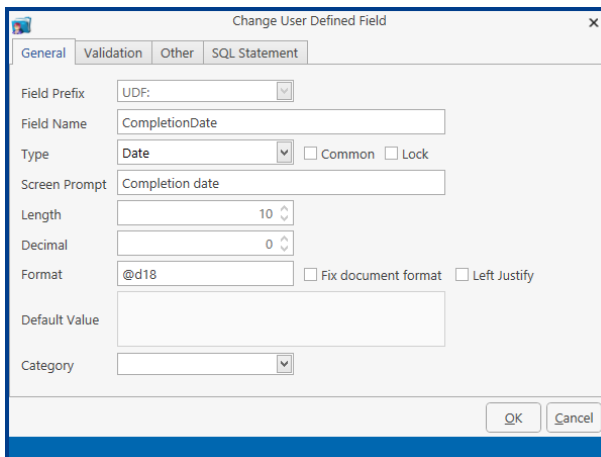 Change User Defined Field
General Validation Other SQL Statement
Field Prefix UDF:
Field Name CompletionDate
Type Date Common Lock
Screen Prompt Completion date
Length 10
Decimal 0
Format @d18 Fix document format Left Justify
Default Value
Category
OK Cancel